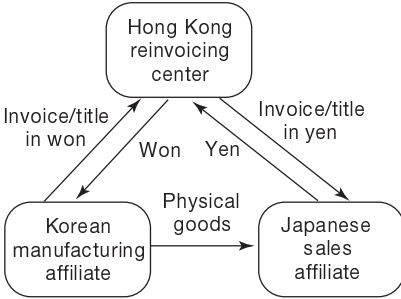 Hong Kong
reinvoicing
center
Invoice/title
in won
Invoice/title
in yen
Won
Yen
Physical
goods
Korean
manufacturing
affiliate
Japanese
sales
affiliate